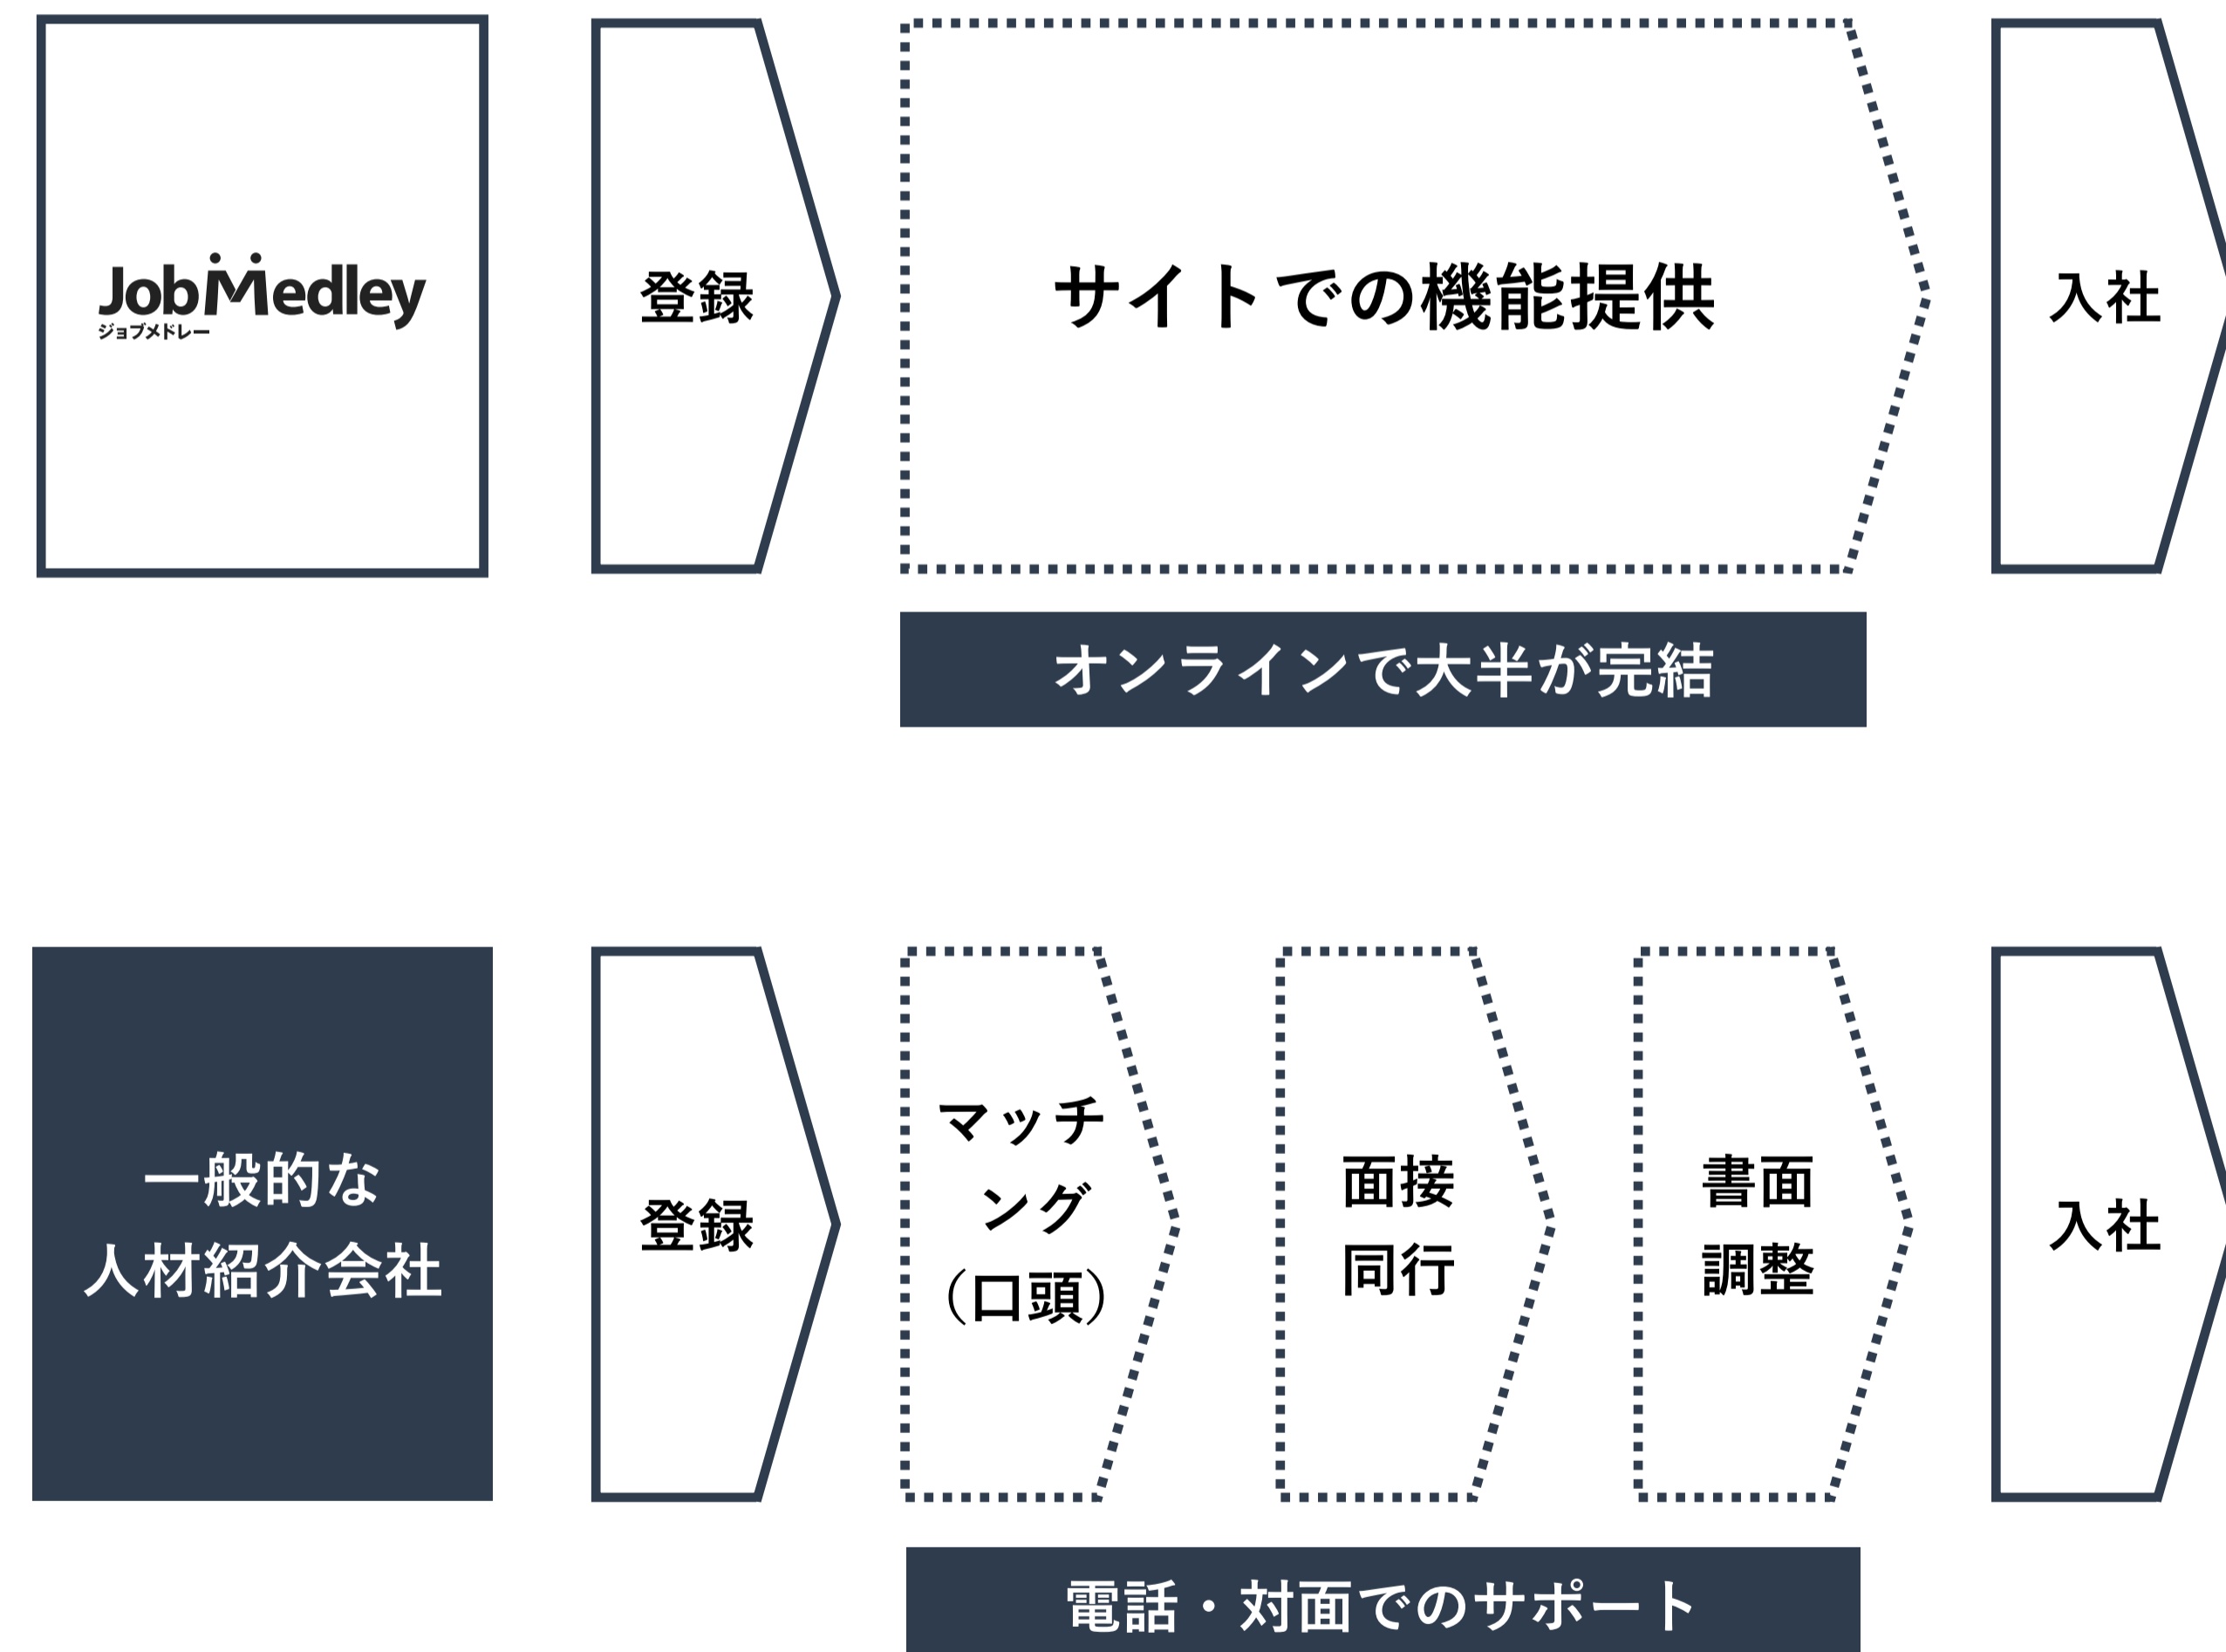 JobMedley
ジョブメドレー
登録
サイトでの機能提供
入社
オンラインで大半が完結
一般的な
人材紹介会社
登録
マッチ
ング
（口頭）
面接
同行
面接
調整
入社
電話・対面でのサポート